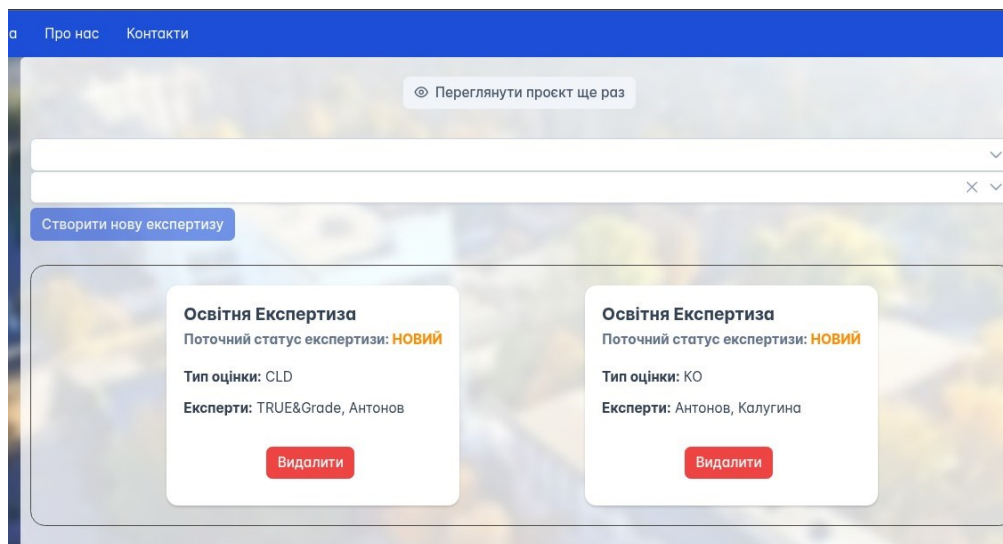 а Про нас Контакти
Переглянути проєкт ще раз
Створити нову експертизу
Освітня Експертиза
Поточний статус експертизи: НОВИЙ
Тип оцінки: CLD
Експерти: TRUE&Grade, Антонов
Видалити
Освітня Експертиза
Поточний статус експертизи: НОВИЙ
Тип оцінки: КО
Експерти: Антонов, Калугина
Видалити